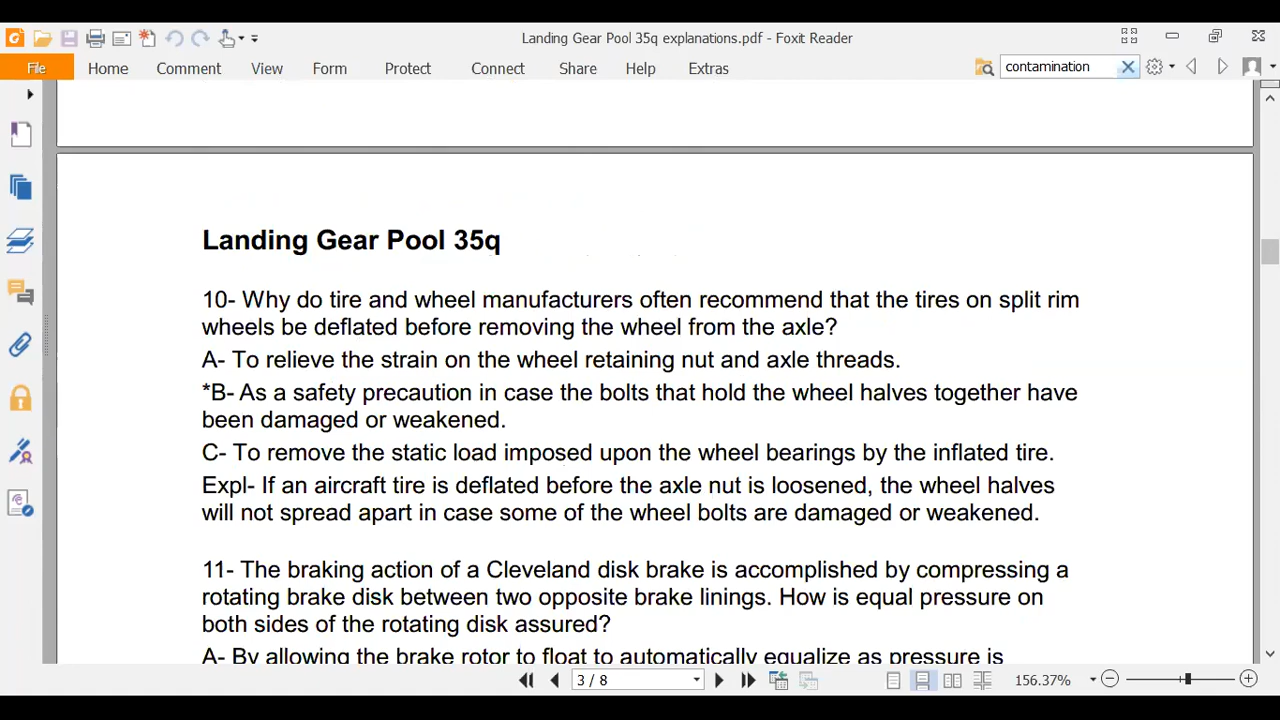 Landing Gear Pool 35q explanations.pdf - Foxit Reader
File Home Comment View Form Protect Connect Share Help Extras contamination
Landing Gear Pool 35q
10- Why do tire and wheel manufacturers often recommend that the tires on split rim
wheels be deflated before removing the wheel from the axle?
A- To relieve the strain on the wheel retaining nut and axle threads.
*B- As a safety precaution in case the bolts that hold the wheel halves together have
been damaged or weakened.
C- To remove the static load imposed upon the wheel bearings by the inflated tire.
Expl- If an aircraft tire is deflated before the axle nut is loosened, the wheel halves
will not spread apart in case some of the wheel bolts are damaged or weakened.
11- The braking action of a Cleveland disk brake is accomplished by compressing a
rotating brake disk between two opposite brake linings. How is equal pressure on
both sides of the rotating disk assured?
A- By allowing the brake rotor to float to automatically equalize as pressure is
3 / 8 156.37%